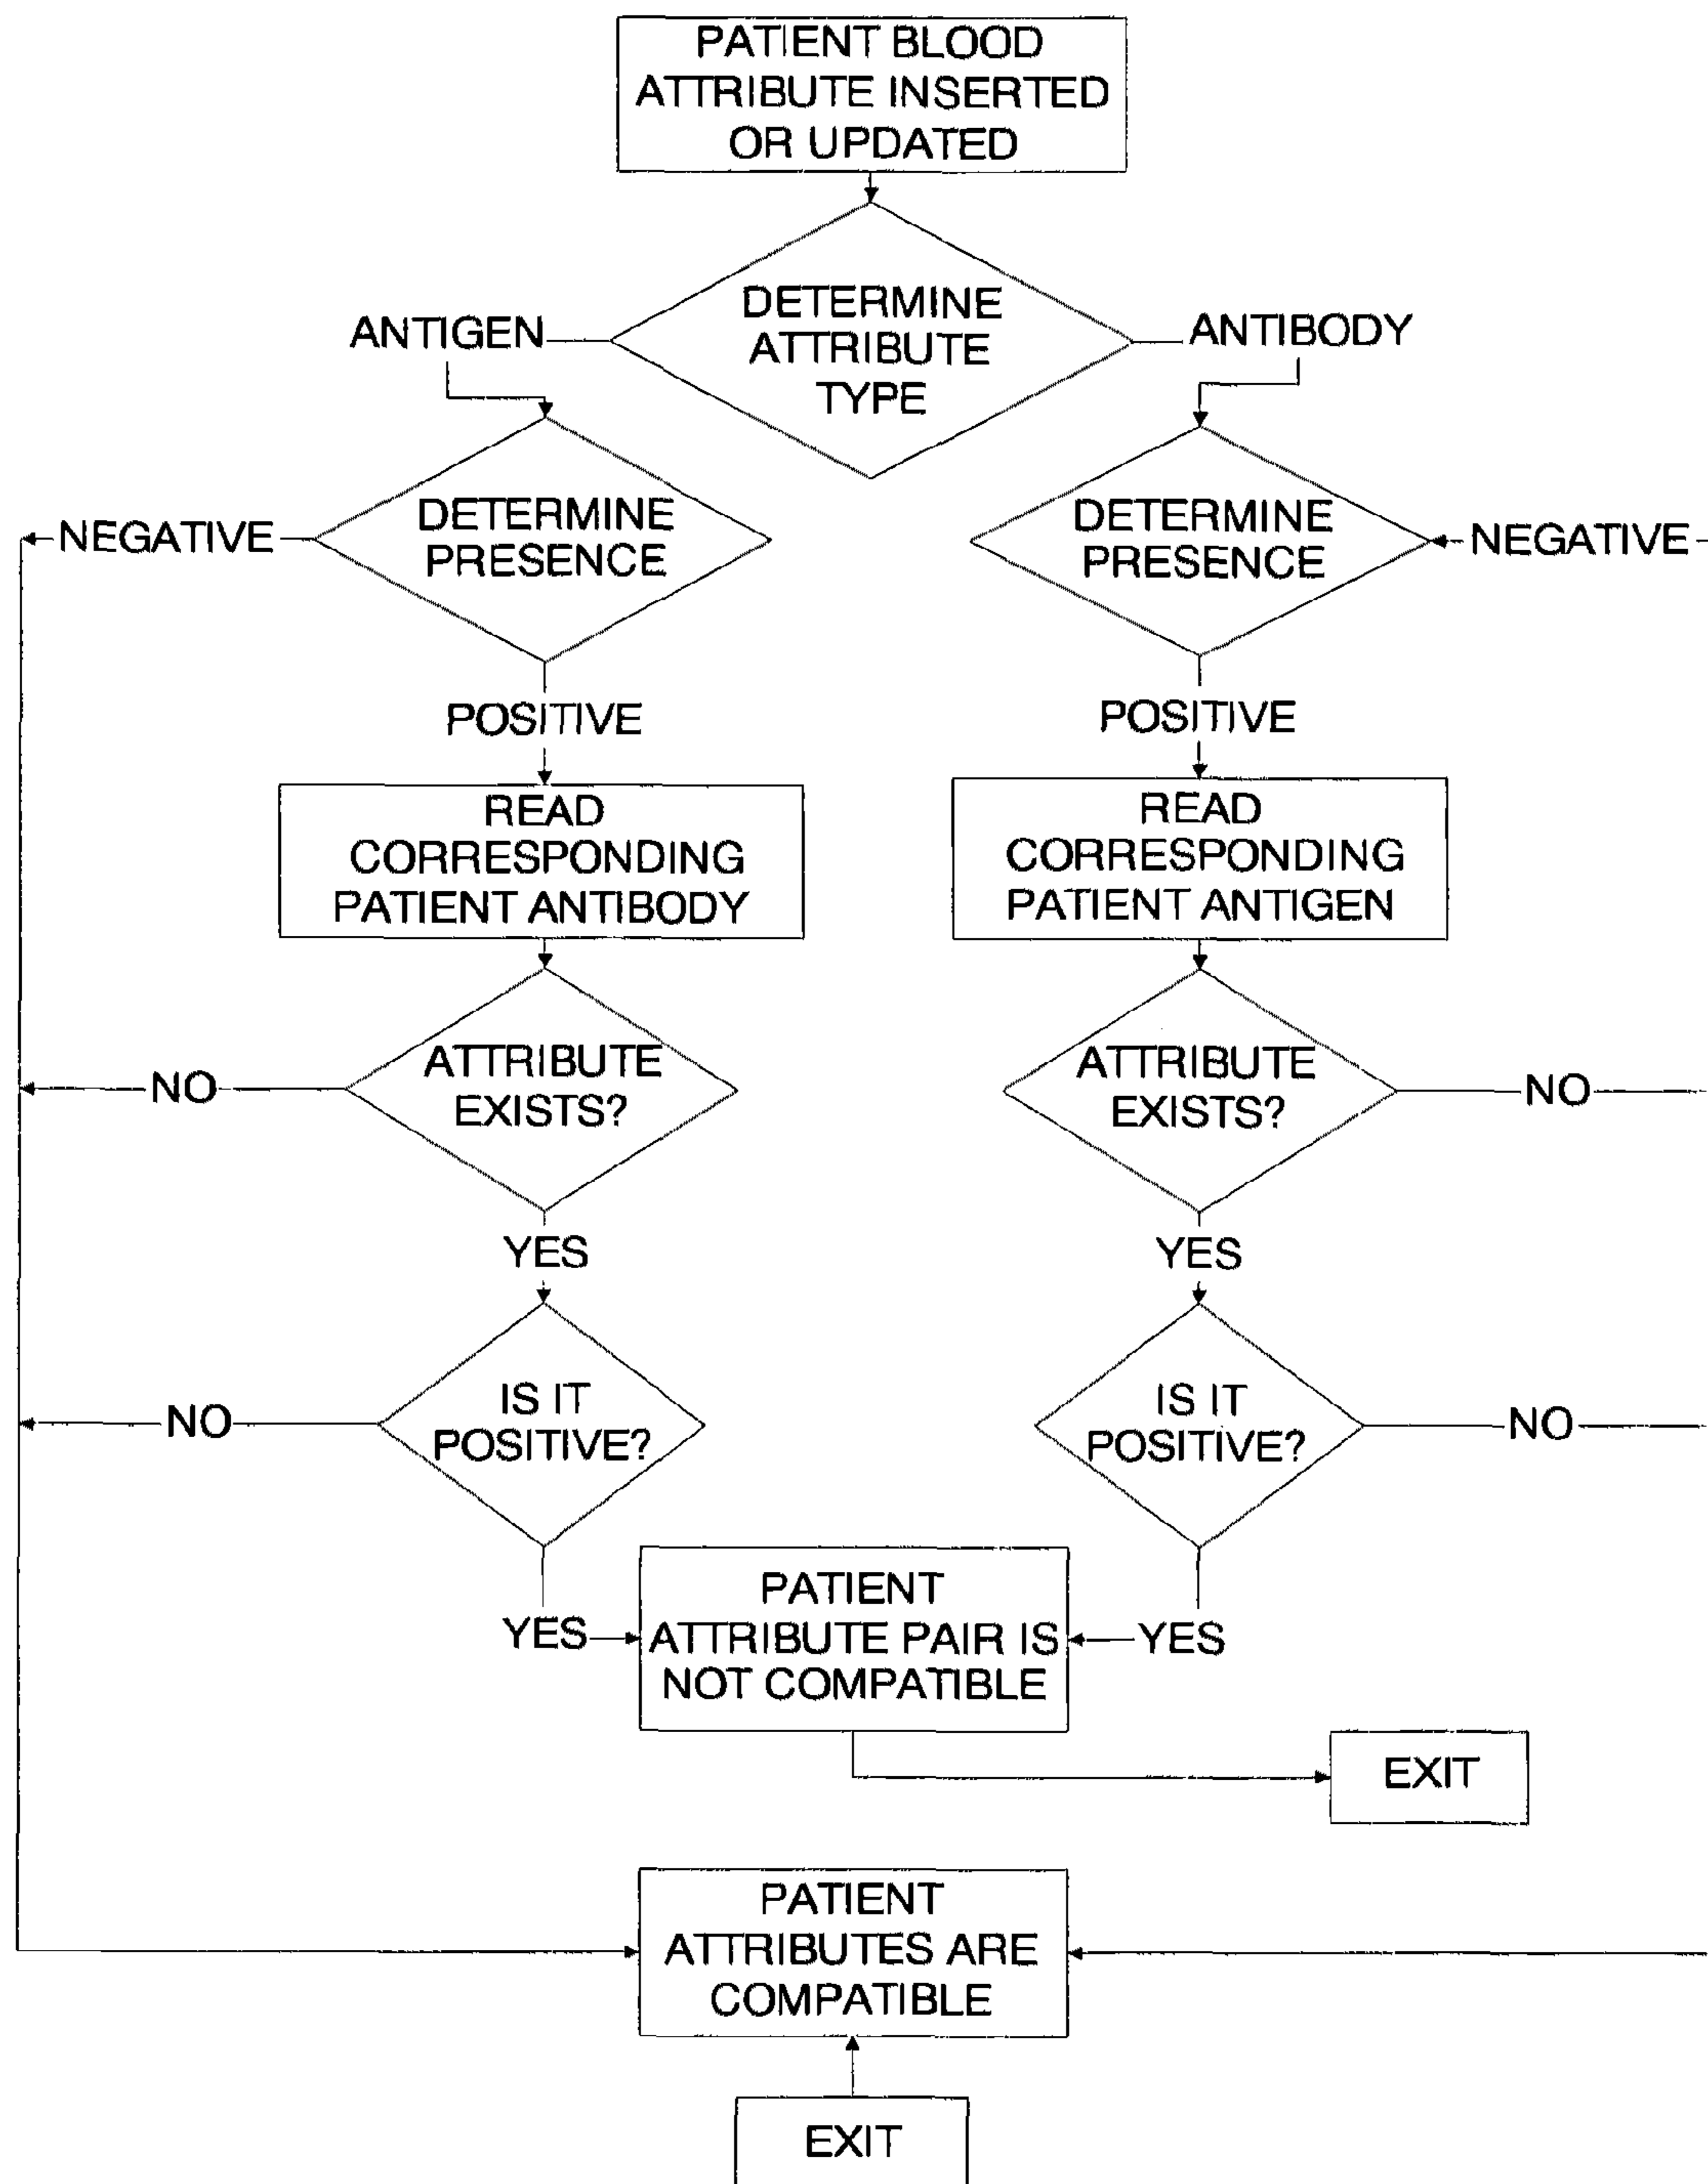 PATIENT BLOOD
ATTRIBUTE INSERTED
OR UPDATED
DETERMINE
ATTRIBUTE
TYPE
ANTIGEN
ANTIBODY
NEGATIVE
DETERMINE
PRESENCE
DETERMINE
PRESENCE
NEGATIVE
POSITIVE
POSITIVE
READ
CORRESPONDING
PATIENT ANTIBODY
READ
CORRESPONDING
PATIENT ANTIGEN
NO
ATTRIBUTE
EXISTS?
ATTRIBUTE
EXISTS?
NO
YES
YES
NO
IS IT
POSITIVE?
IS IT
POSITIVE?
NO
YES
PATIENT
ATTRIBUTE PAIR IS
NOT COMPATIBLE
YES
EXIT
PATIENT
ATTRIBUTES ARE
COMPATIBLE
EXIT